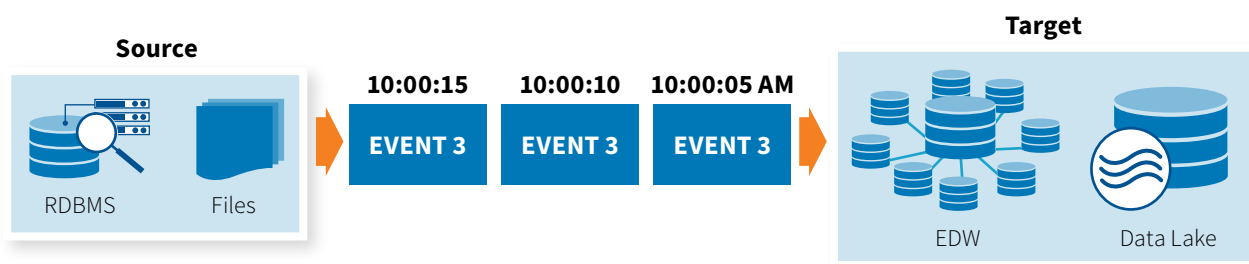 Source
Target
10:00:15
10:00:10
10:00:05 AM
EVENT 3
EVENT 3
EVENT 3
RDBMS
Files
EDW
Data Lake